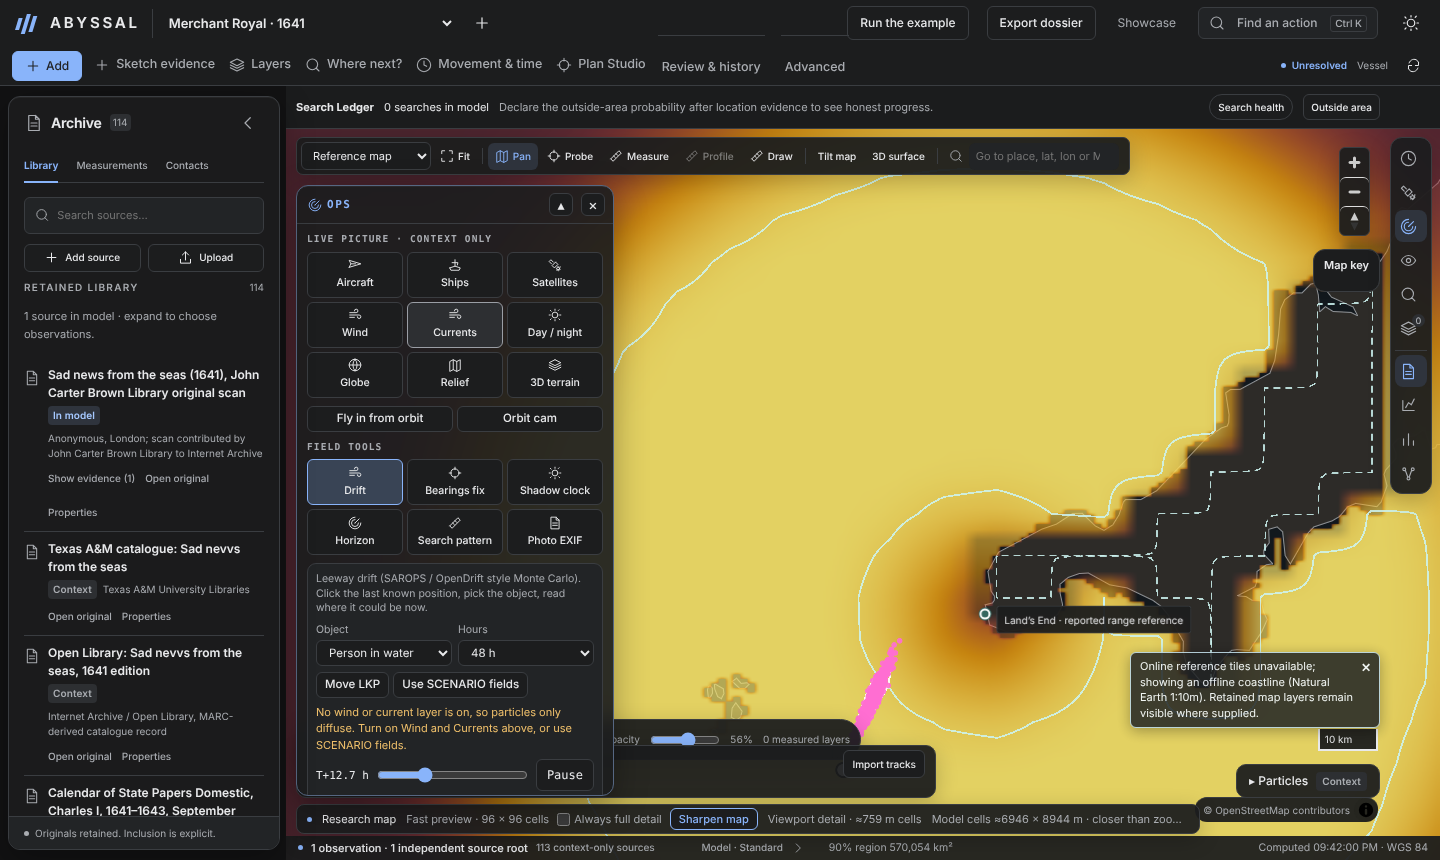 ABYSSAL
Merchant Royal · 1641
Run the example
Export dossier
Showcase
Find an action
Ctrl K
Add
Sketch evidence
Layers
Where next?
Movement & time
Plan Studio
Review & history
Advanced
Unresolved
Vessel
Archive
114
Library
Measurements
Contacts
Search sources...
Add source
Upload
RETAINED LIBRARY
114
1 source in model · expand to choose
observations.
Sad news from the seas (1641), John
Carter Brown Library original scan
In model
Anonymous, London; scan contributed by
John Carter Brown Library to Internet Archive
Show evidence (1)
Open original
Properties
Texas A&M catalogue: Sad nevvs
from the seas
Context
Texas A&M University Libraries
Open original
Properties
Open Library: Sad nevvs from the
seas, 1641 edition
Context
Internet Archive / Open Library, MARC-
derived catalogue record
Open original
Properties
Calendar of State Papers Domestic,
Charles I, 1641–1643, September
Originals retained. Inclusion is explicit.
Search Ledger
0 searches in model
Declare the outside-area probability after location evidence to see honest progress.
Search health
Outside area
Reference map
Fit
Pan
Probe
Measure
Profile
Draw
Tilt map
3D surface
Go to place, lat, lon or M
OPS
LIVE PICTURE · CONTEXT ONLY
Aircraft
Ships
Satellites
Wind
Currents
Day / night
Globe
Relief
3D terrain
Fly in from orbit
Orbit cam
FIELD TOOLS
Drift
Bearings fix
Shadow clock
Horizon
Search pattern
Photo EXIF
Leeway drift (SAROPS / OpenDrift style Monte Carlo).
Click the last known position, pick the object, read
where it could be now.
Object
Hours
Person in water
48 h
Move LKP
Use SCENARIO fields
No wind or current layer is on, so particles only
diffuse. Turn on Wind and Currents above, or use
SCENARIO fields.
T+12.7 h
Pause
Map key
0
Land's End · reported range reference
Online reference tiles unavailable;
showing an offline coastline (Natural
Earth 1:10m). Retained map layers remain
visible where supplied.
10 km
pacity
56%
0 measured layers
Import tracks
Particles
Context
© OpenStreetMap contributors
Research map
Fast preview · 96 × 96 cells
Always full detail
Sharpen map
Viewport detail · ≈759 m cells
Model cells ≈6946 × 8944 m · closer than zoo...
1 observation · 1 independent source root
113 context-only sources
Model · Standard
90% region 570,054 km²
Computed 09:42:00 PM · WGS 84